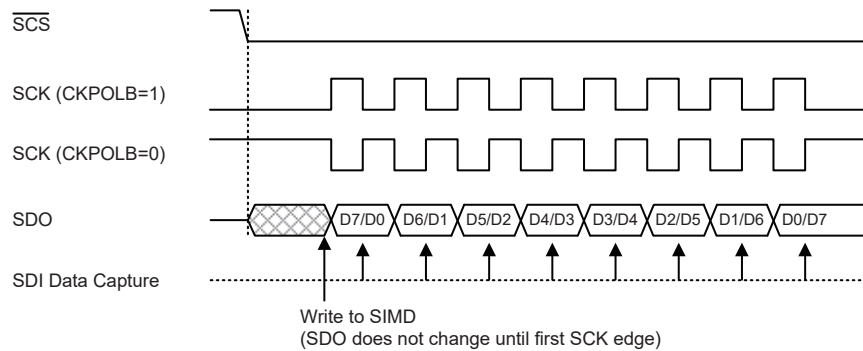 SCS
SCK (CKPOLB=1)
SCK (CKPOLB=0)
SDO
D7/D0 D6/D1 D5/D2 D4/D3 D3/D4 D2/D5 D1/D6 D0/D7
SDI Data Capture
Write to SIMD
(SDO does not change until first SCK edge)